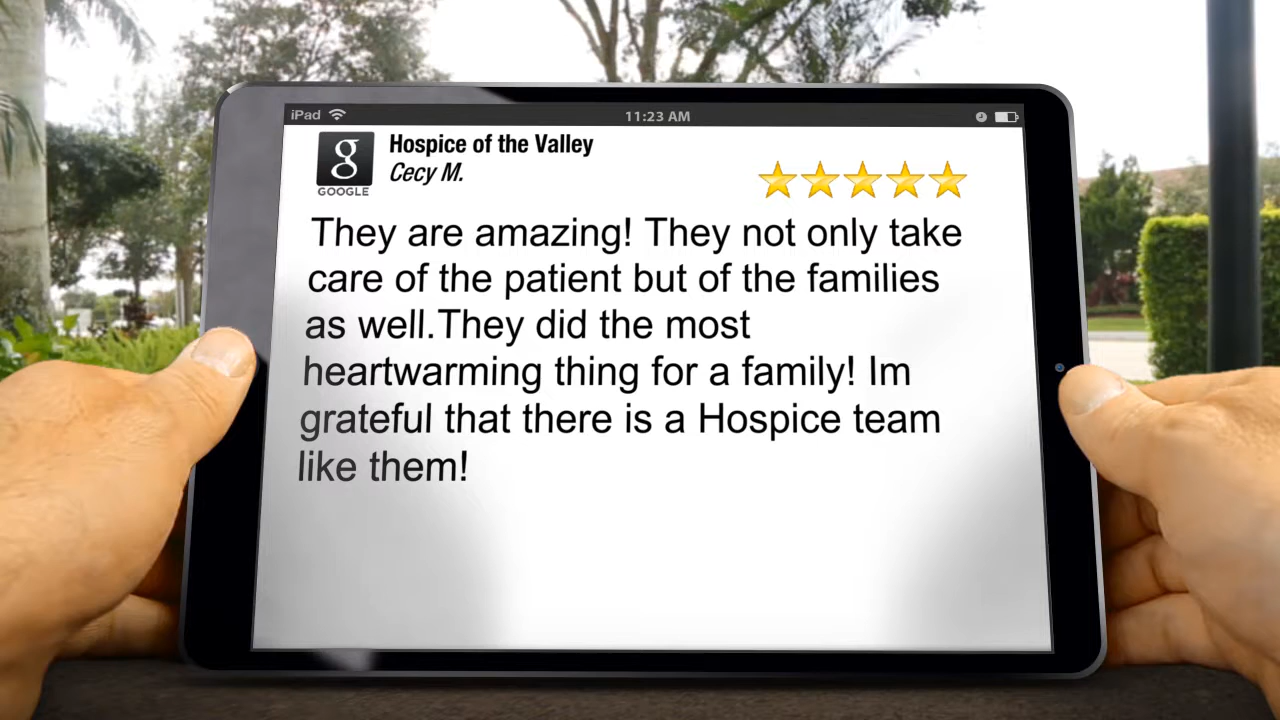 iPad 11:23 AM
g
GOOGLE
Hospice of the Valley
Cecy M.
They are amazing! They not only take
care of the patient but of the families
as well.They did the most
heartwarming thing for a family! Im
grateful that there is a Hospice team
like them!